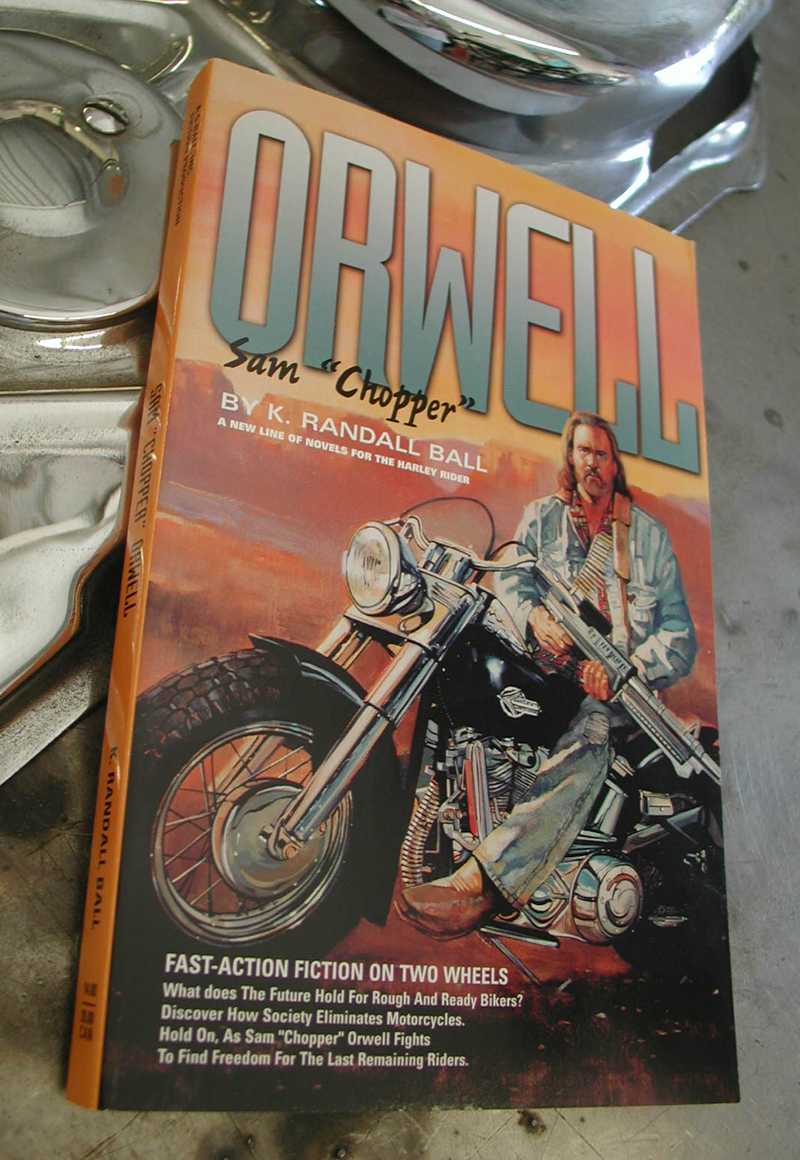 ORWELL
Sam "Chopper"
BY K. RANDALL BALL
A NEW LINE OF NOVELS FOR THE HARLEY RIDER
FAST-ACTION FICTION ON TWO WHEELS
What does The Future Hold For Rough And Ready Bikers?
Discover How Society Eliminates Motorcycles.
Hold On, As Sam "Chopper" Orwell Fights
To Find Freedom For The Last Remaining Riders.
SAM "CHOPPER" ORWELL
K. RANDALL BALL